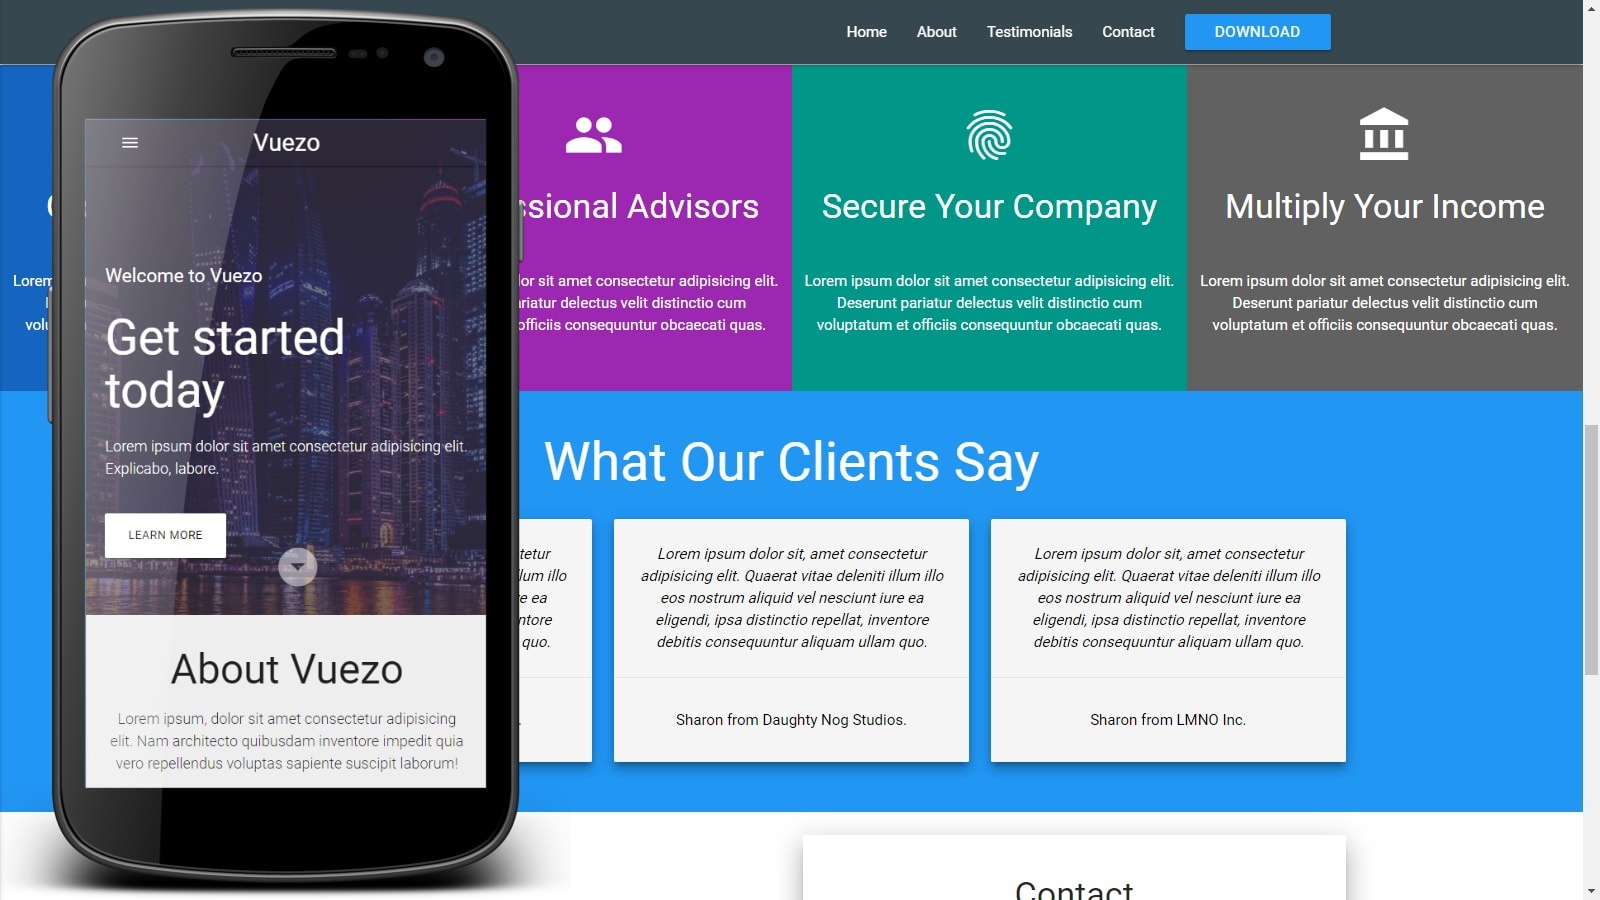 Home About Testimonials Contact DOWNLOAD
Vuezo
Welcome to Vuezo
Get started
today
Lorem ipsum dolor sit amet consectetur adipisicing elit.
Explicabo, labore.
LEARN MORE
About Vuezo
Lorem ipsum, dolor sit amet consectetur adipisicing
elit. Nam architecto quibusdam inventore impedit quia
vero repellendus voluptas sapiente suscipit laborum!
Lorem
ssional Advisors
lor sit amet consectetur adipisicing elit.
ariatur delectus velit distinctio cum
officiis consequuntur obcaecati quas.
Secure Your Company
Lorem ipsum dolor sit amet consectetur adipisicing elit.
Deserunt pariatur delectus velit distinctio cum
voluptatum et officiis consequuntur obcaecati quas.
Multiply Your Income
Lorem ipsum dolor sit amet consectetur adipisicing elit.
Deserunt pariatur delectus velit distinctio cum
voluptatum et officiis consequuntur obcaecati quas.
What Our Clients Say
tetur
lum illo
re ea
ntore
quo.
Lorem ipsum dolor sit, amet consectetur
adipisicing elit. Quaerat vitae deleniti illum illo
eos nostrum aliquid vel nesciunt iure ea
eligendi, ipsa distinctio repellat, inventore
debitis consequuntur aliquam ullam quo.
Sharon from Daughty Nog Studios.
Lorem ipsum dolor sit, amet consectetur
adipisicing elit. Quaerat vitae deleniti illum illo
eos nostrum aliquid vel nesciunt iure ea
eligendi, ipsa distinctio repellat, inventore
debitis consequuntur aliquam ullam quo.
Sharon from LMNO Inc.
Contact